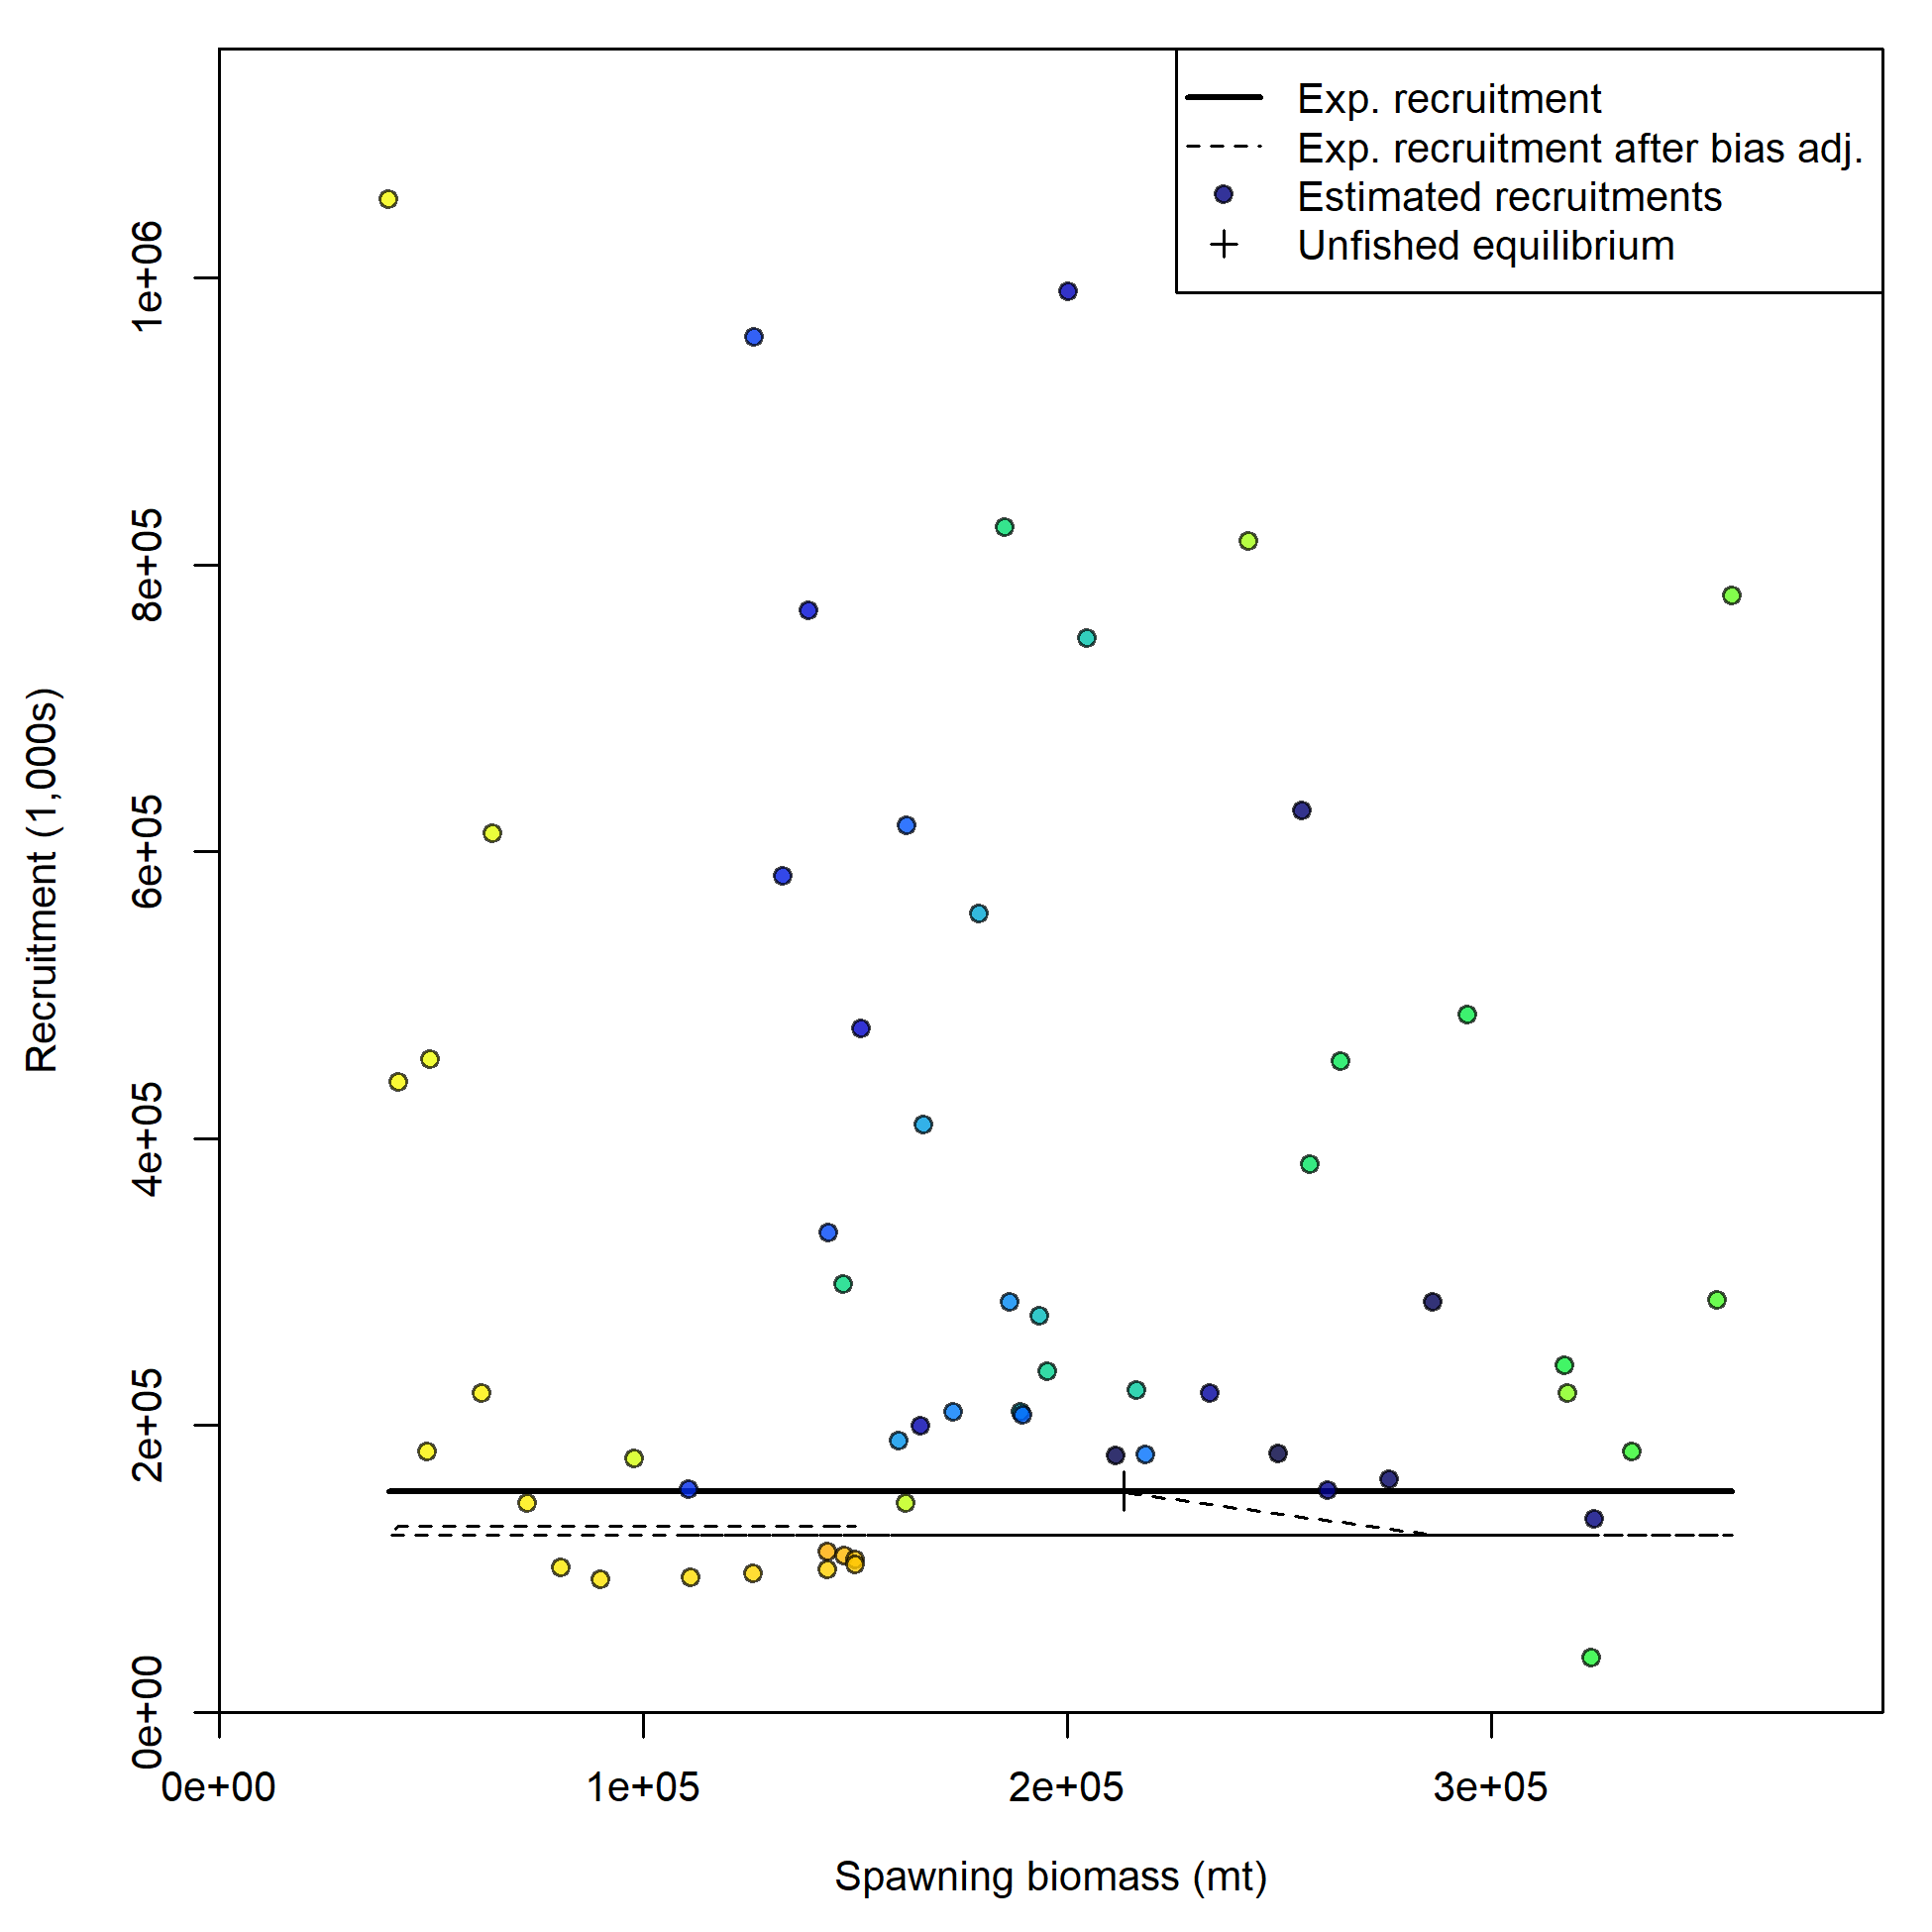 Exp. recruitment
Exp. recruitment after bias adj.
Estimated recruitments
Unfished equilibrium
Recruitment (1,000s)
1e+06
8e+05
6e+05
4e+05
2e+05
0e+00
0e+00
1e+05
2e+05
3e+05
Spawning biomass (mt)